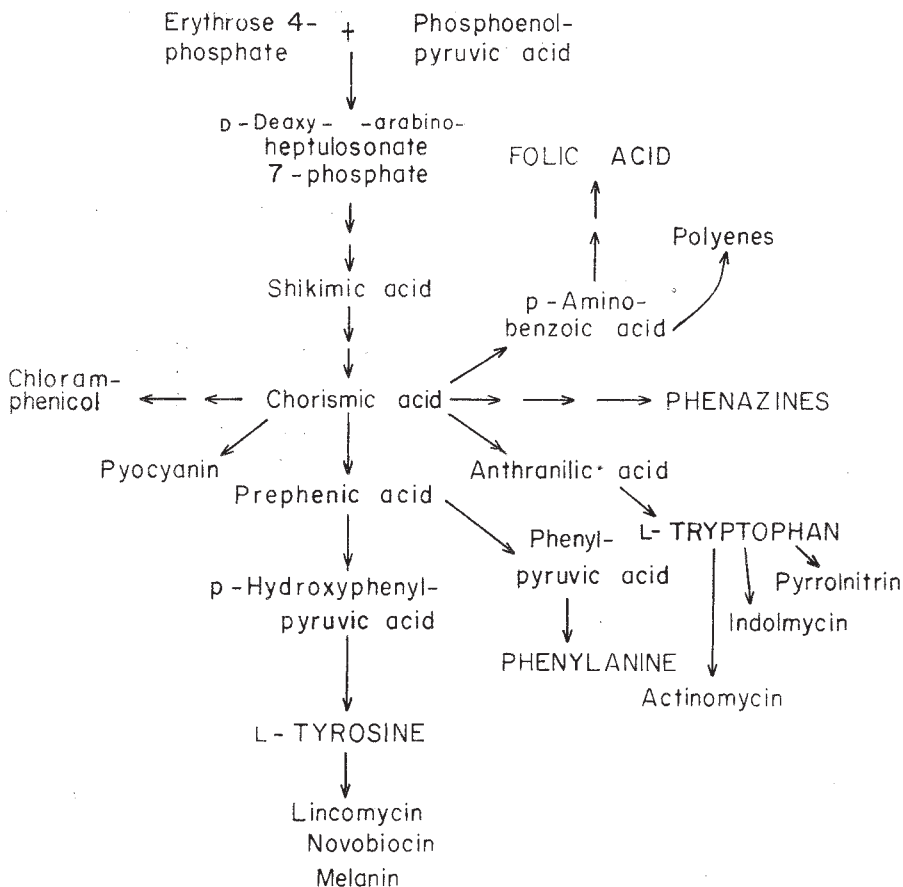 Erythrose 4-
phosphate
+
Phosphoenol-
pyruvic acid
D-Deaxy- -arabino-
heptulosonate
7-phosphate
FOLIC ACID
Polyenes
Shikimic acid
p-Amino-
benzoic acid
Chloram-
phenicol
Chorismic acid
PHENAZINES
Pyocyanin
Anthranilic acid
Prephenic acid
L-TRYPTOPHAN
Phenyl-
pyruvic acid
Pyrrolnitrin
p-Hydroxyphenyl-
pyruvic acid
Indolmycin
PHENYLANINE
Actinomycin
L-TYROSINE
Lincomycin
Novobiocin
Melanin